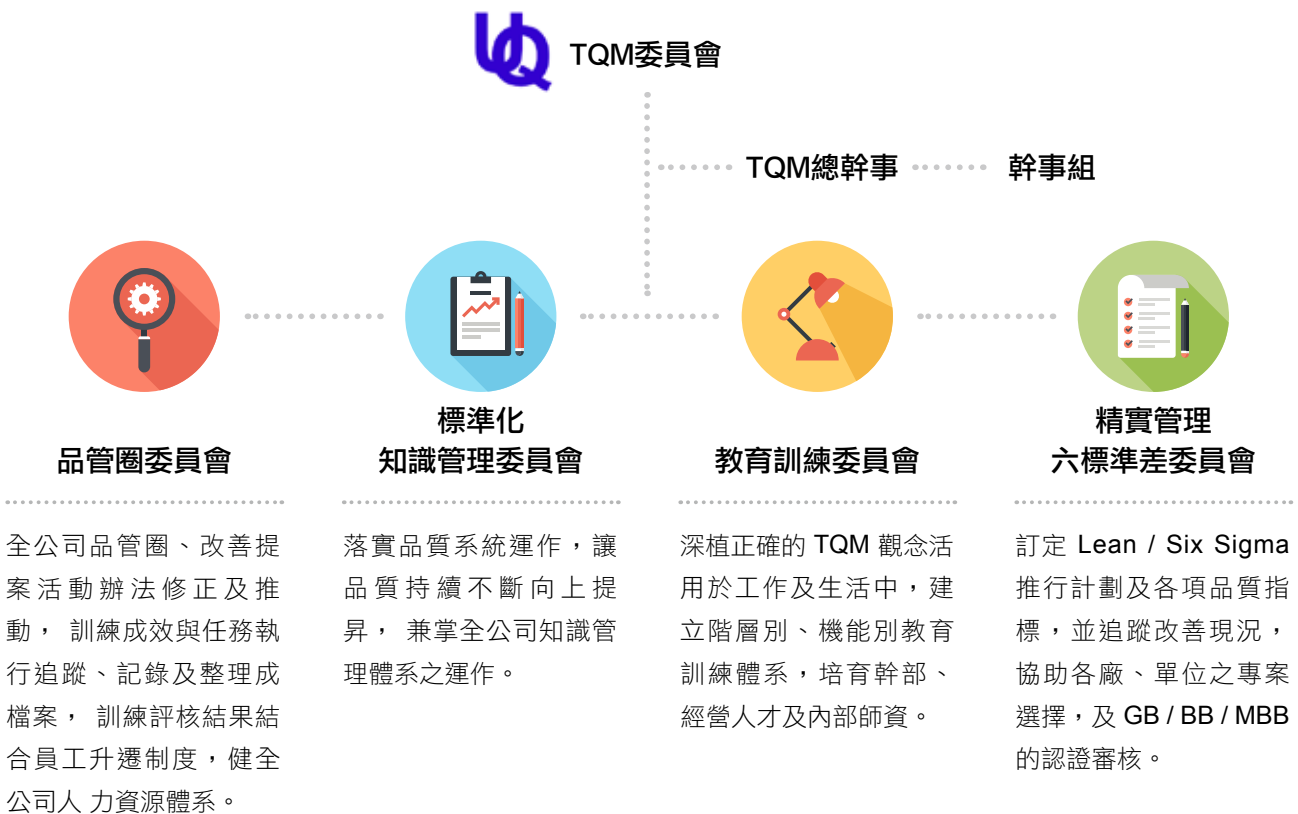 UQ TQM委員會
TQM總幹事
幹事組
品管圈委員會
全公司品管圈、改善提
案活動辦法修正及推
動， 訓練成效與任務執
行追蹤、記錄及整理成
檔案， 訓練評核結果結
合員工升遷制度，健全
公司人 力資源體系。
標準化
知識管理委員會
落實品質系統運作，讓
品質持續不斷向上提
昇， 兼掌全公司知識管
理體系之運作。
教育訓練委員會
深植正確的 TQM 觀念活
用於工作及生活中，建
立階層別、機能別教育
訓練體系，培育幹部、
經營人才及內部師資。
精實管理
六標準差委員會
訂定 Lean / Six Sigma
推行計劃及各項品質指
標，並追蹤改善現況，
協助各廠、單位之專案
選擇，及 GB / BB / MBB
的認證審核。